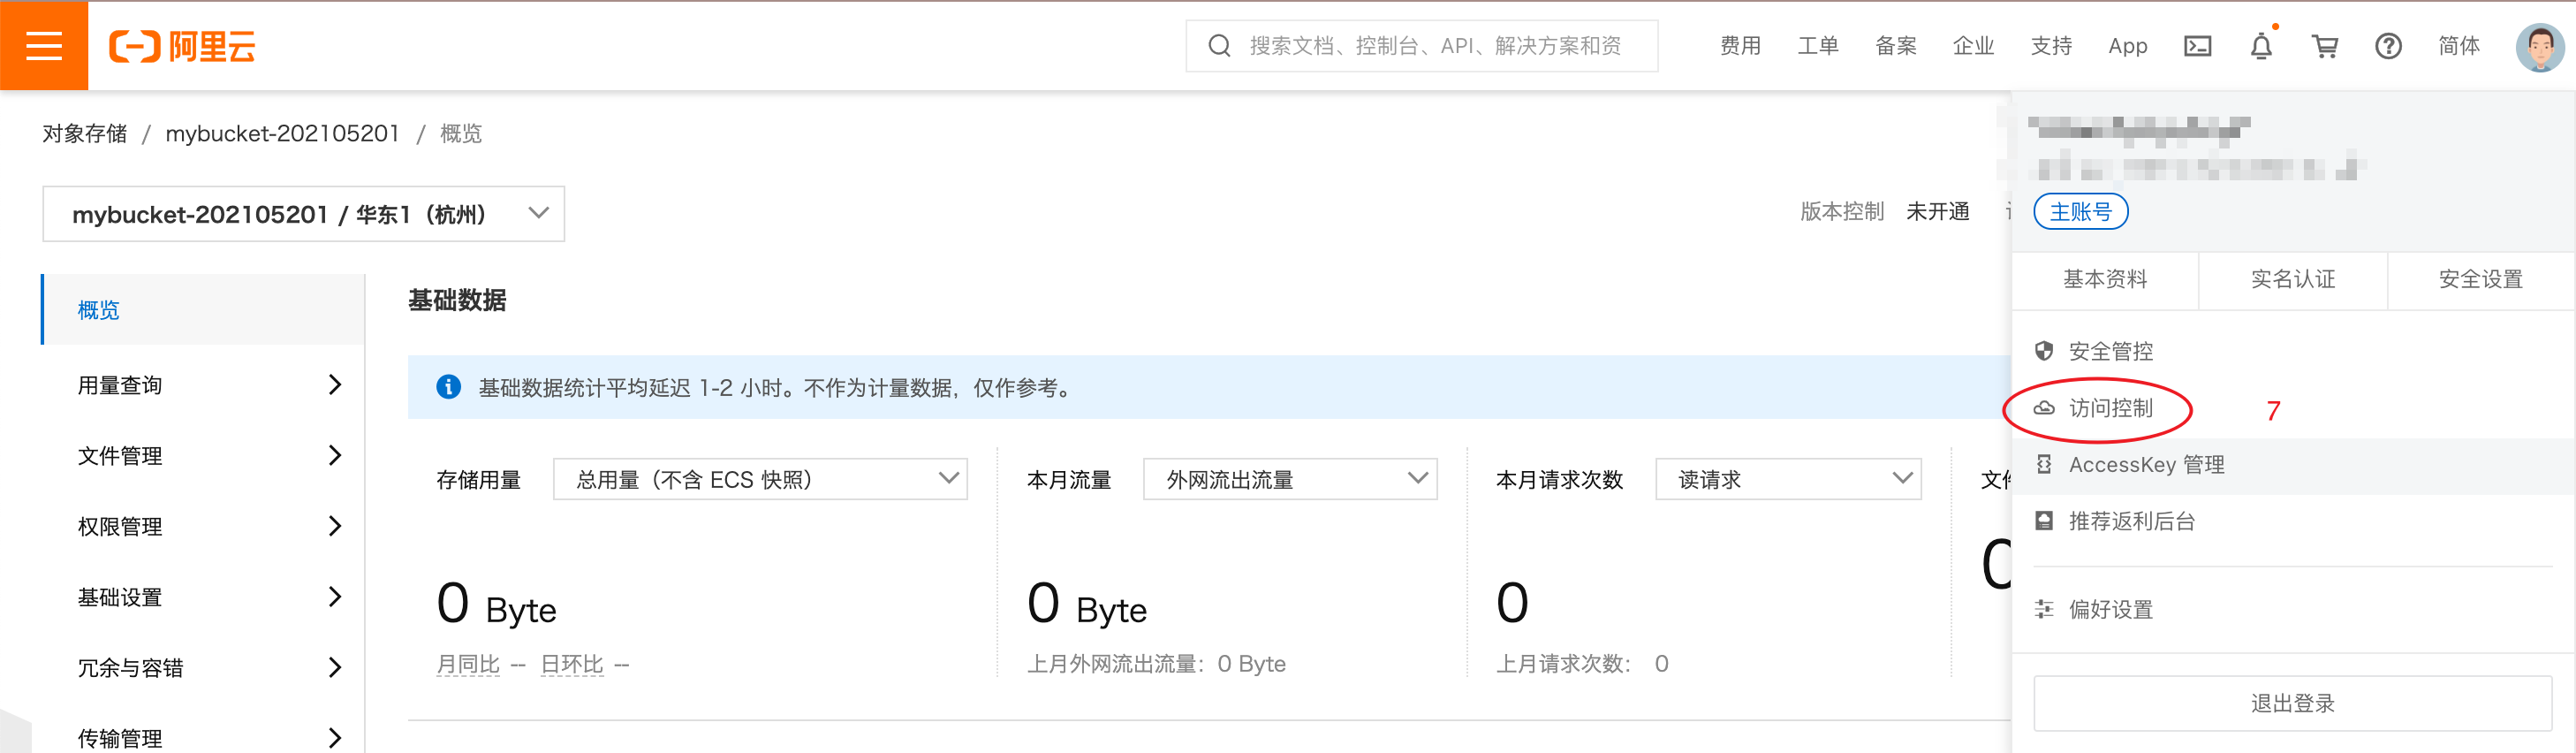 阿里云
搜索文档、控制台、API、解决方案和资
费用 工单 备案 企业 支持 App 简体
对象存储 / mybucket-202105201 / 概览
mybucket-202105201 / 华东1（杭州）
版本控制 未开通
主账号
基本资料 实名认证 安全设置
概览
用量查询
文件管理
权限管理
基础设置
冗余与容错
传输管理
基础数据
基础数据统计平均延迟 1-2 小时。不作为计量数据，仅作参考。
存储用量 总用量（不含 ECS 快照）
0 Byte
月同比 -- 日环比 --
本月流量 外网流出流量
0 Byte
上月外网流出流量：0 Byte
本月请求次数 读请求
0
上月请求次数： 0
安全管控
访问控制 7
AccessKey 管理
推荐返利后台
偏好设置
退出登录